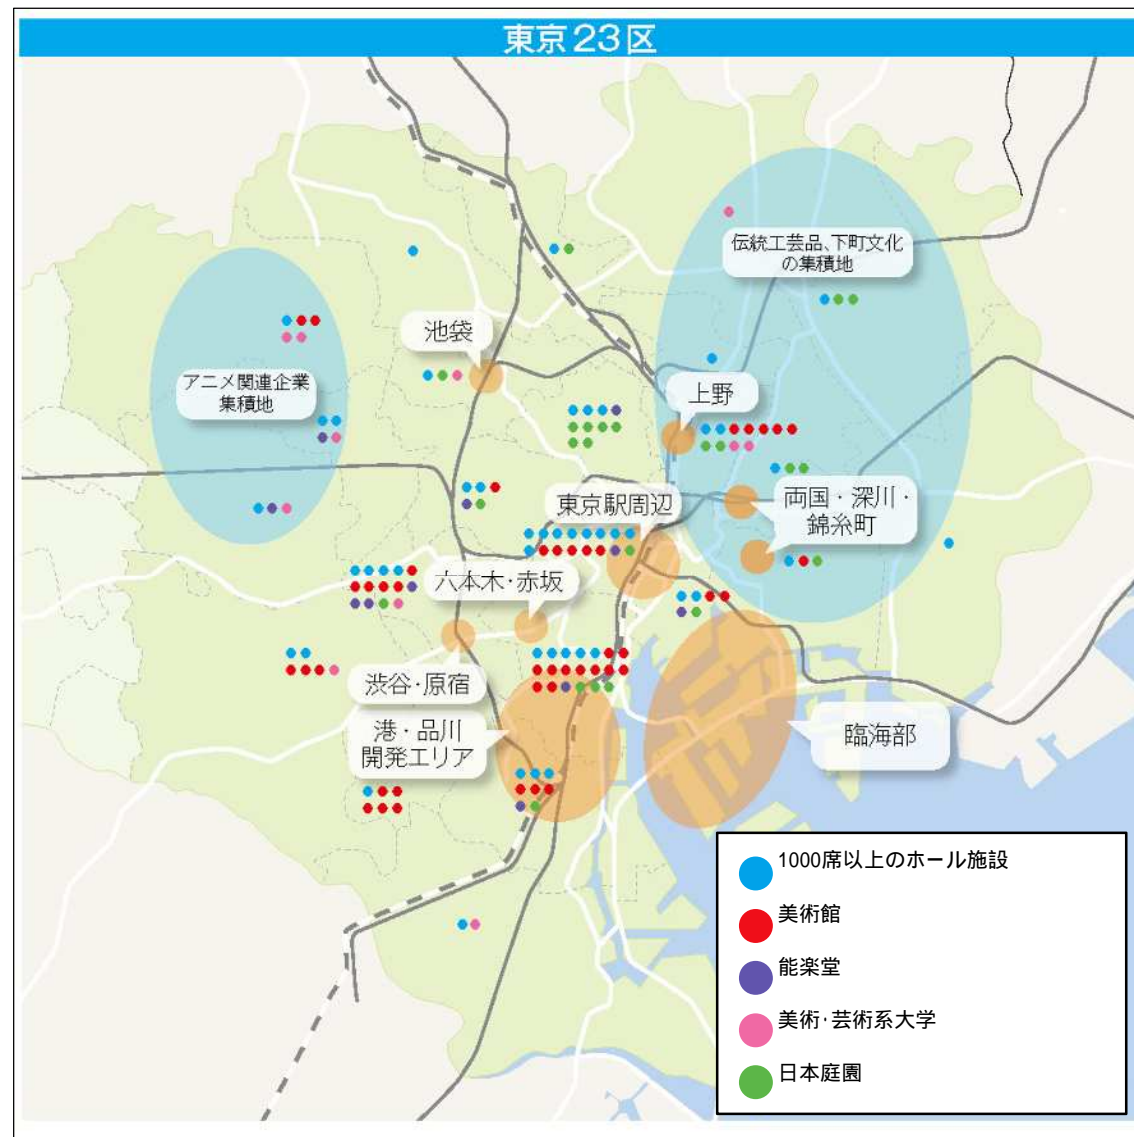 東京23区
伝統工芸品、下町文化
の集積地
池袋
アニメ関連企業
集積地
上野
東京駅周辺
両国・深川・
錦糸町
六本木・赤坂
渋谷・原宿
港・品川
開発エリア
臨海部
1000席以上のホール施設
美術館
能楽堂
美術・芸術系大学
日本庭園